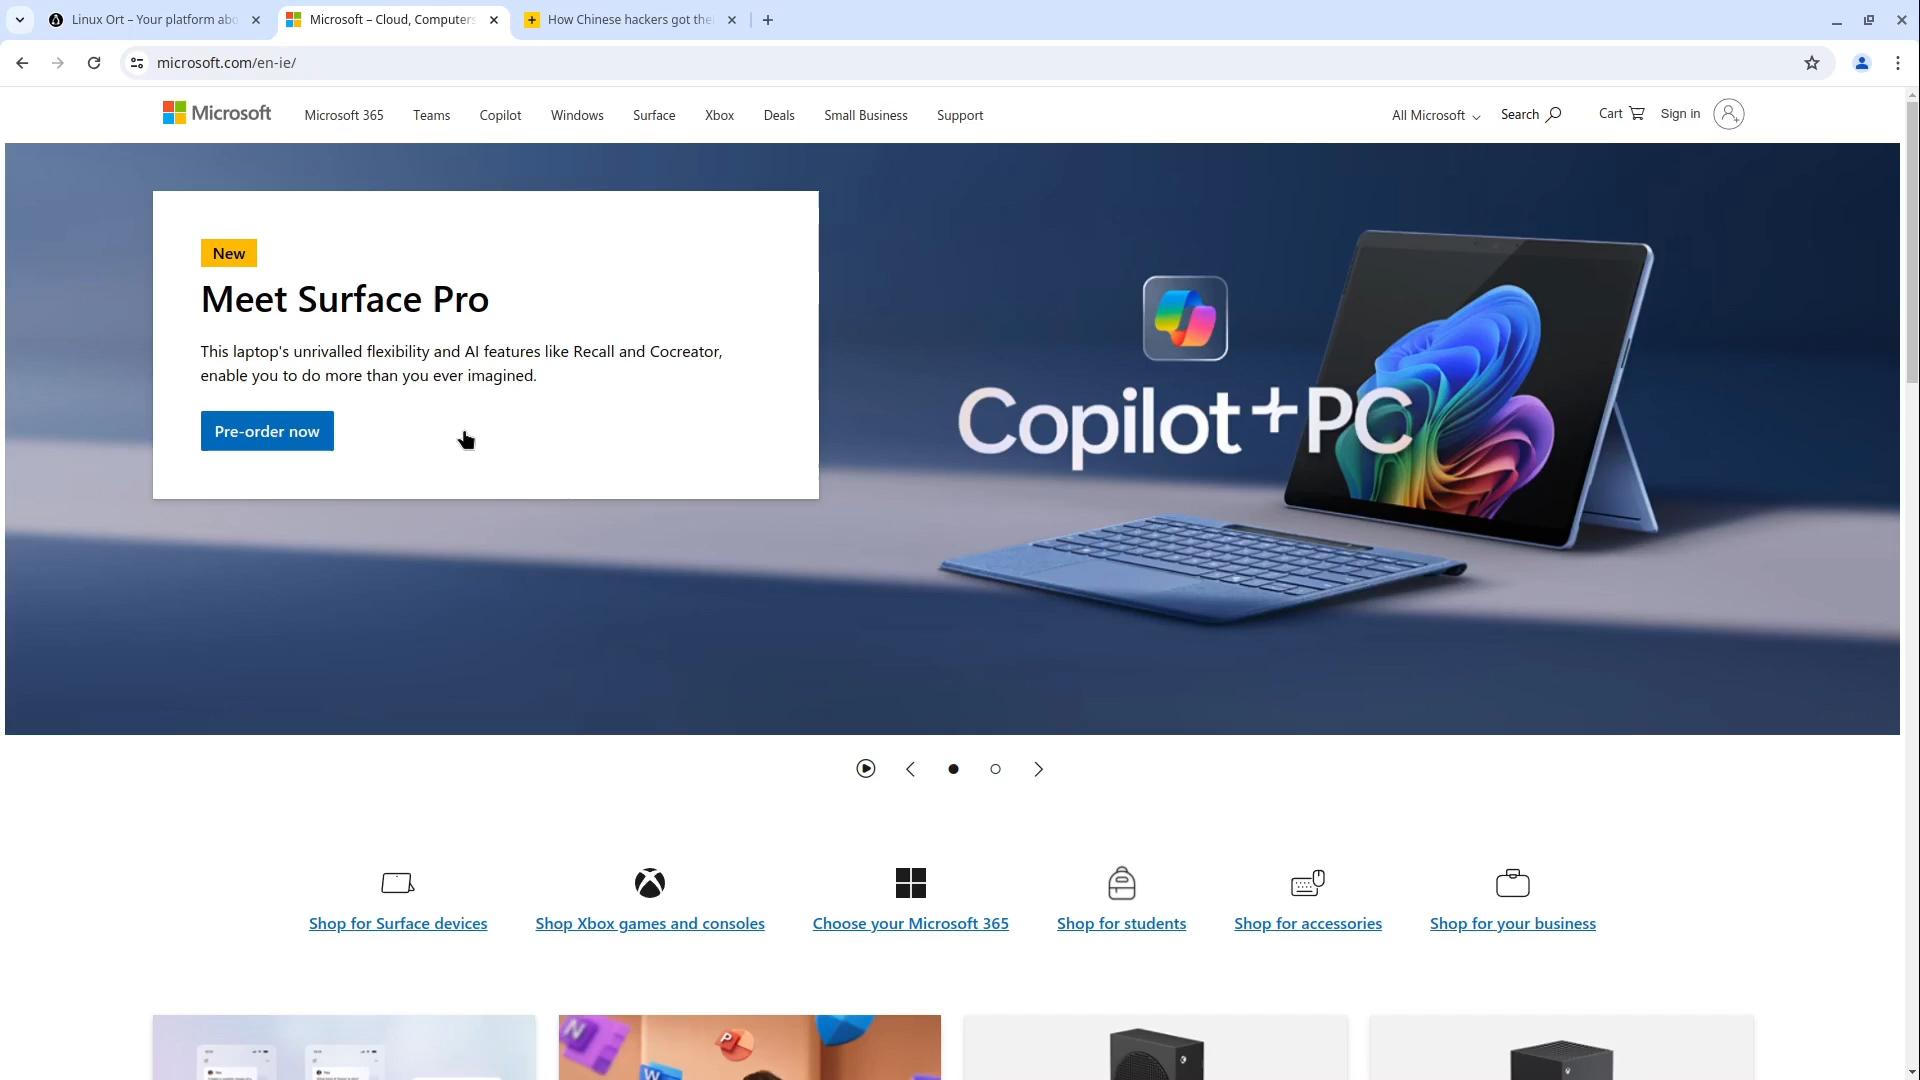 Linux Ort – Your platform abo
Microsoft – Cloud, Computers
How Chinese hackers got the
microsoft.com/en-ie/
Microsoft
Microsoft 365
Teams
Copilot
Windows
Surface
Xbox
Deals
Small Business
Support
All Microsoft
Search
Cart
Sign in
New
Meet Surface Pro
This laptop's unrivalled flexibility and AI features like Recall and Cocreator,
enable you to do more than you ever imagined.
Pre-order now
Copilot+PC
Shop for Surface devices
Shop Xbox games and consoles
Choose your Microsoft 365
Shop for students
Shop for accessories
Shop for your business